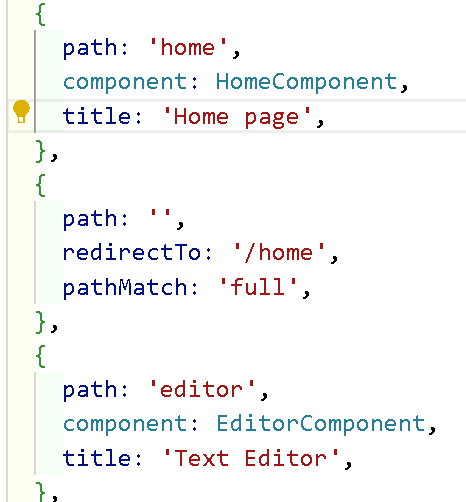 {
path: 'home',
component: HomeComponent,
title: 'Home page',
},
{
path: '',
redirectTo: '/home',
pathMatch: 'full',
},
{
path: 'editor',
component: EditorComponent,
title: 'Text Editor',
},